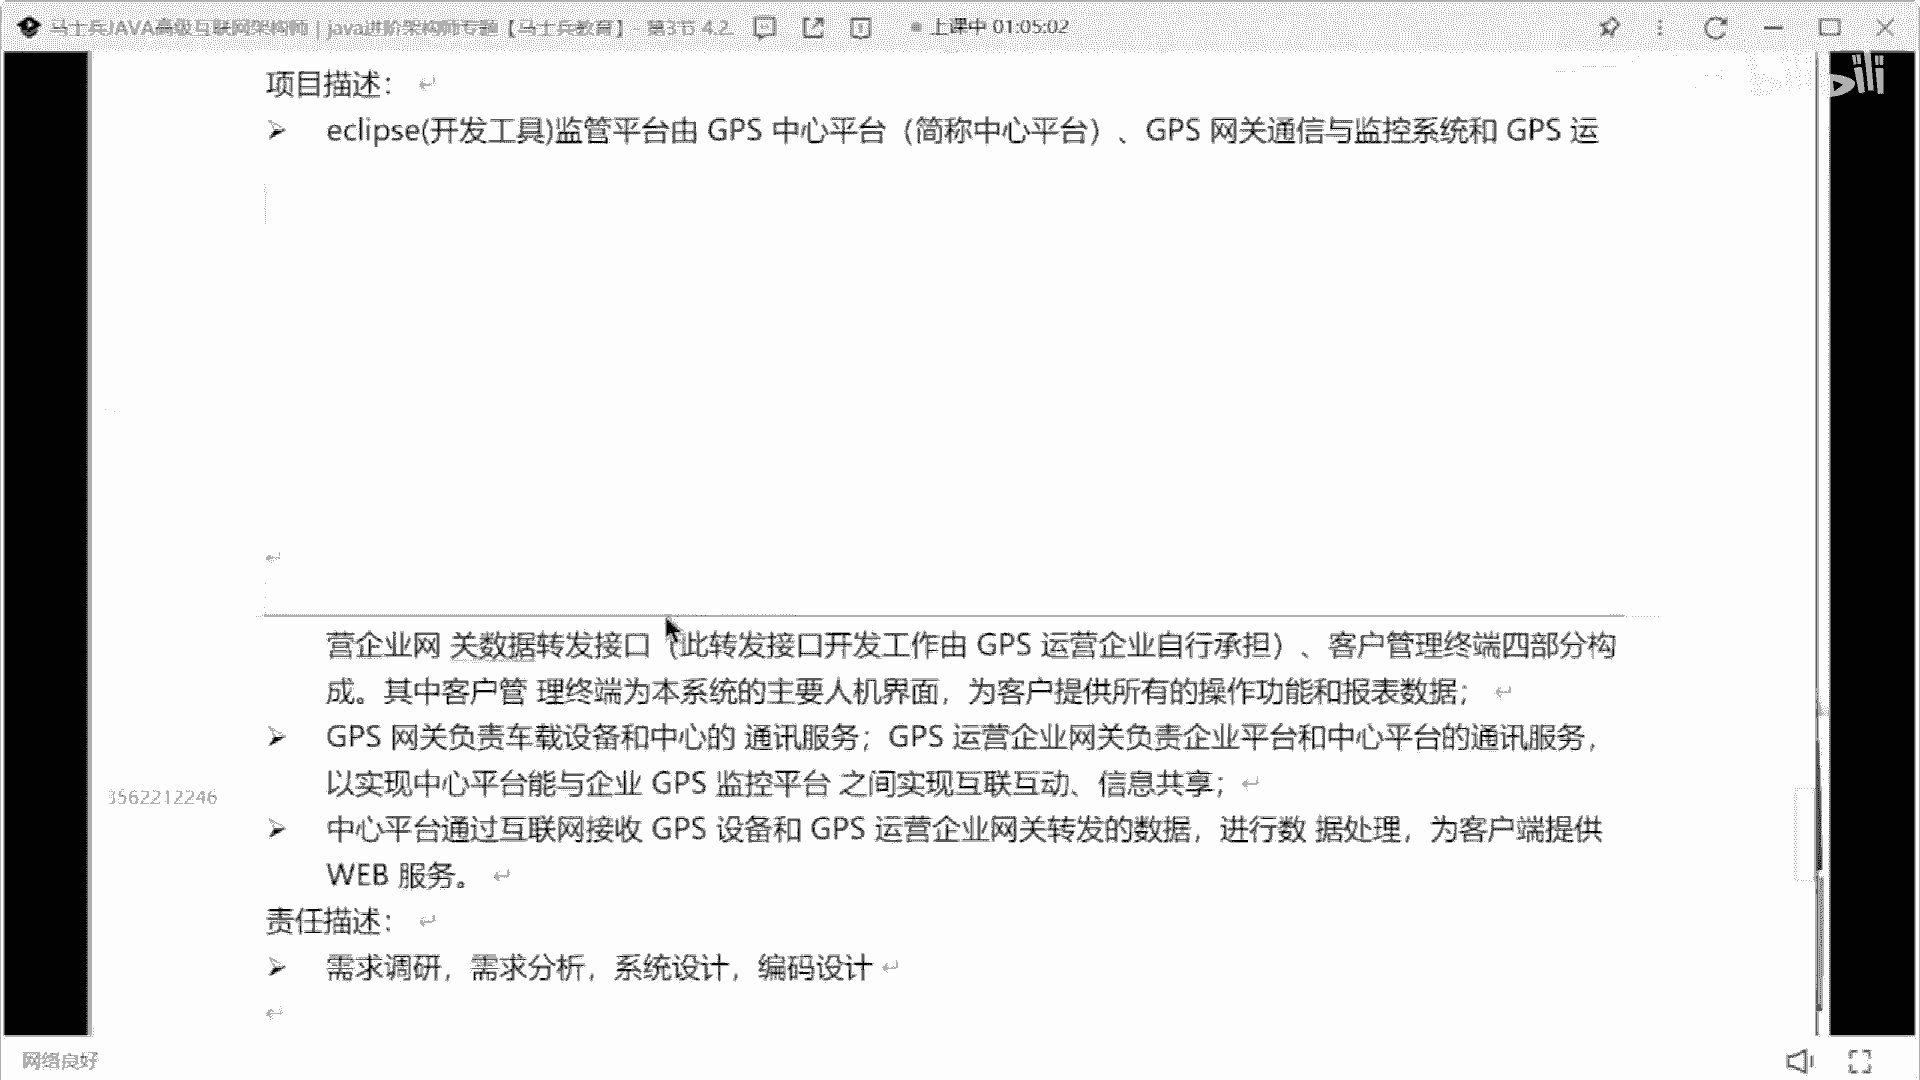 马士兵JAVA高级互联网架构师 | java进阶架构师专题【马士兵教育】 - 第3节 4.2.
上课中 01:05:02
项目描述：
eclipse(开发工具)监管平台由 GPS 中心平台（简称中心平台）、GPS 网关通信与监控系统和 GPS 运
营企业网 关数据转发接口（此转发接口开发工作由 GPS 运营企业自行承担）、客户管理终端四部分构
成。其中客户管 理终端为本系统的主要人机界面，为客户提供所有的操作功能和报表数据；
GPS 网关负责车载设备和中心的 通讯服务；GPS 运营企业网关负责企业平台和中心平台的通讯服务，
以实现中心平台能与企业 GPS 监控平台 之间实现互联互动、信息共享；
3562212246
中心平台通过互联网接收 GPS 设备和 GPS 运营企业网关转发的数据，进行数 据处理，为客户端提供
WEB 服务。
责任描述：
需求调研，需求分析，系统设计，编码设计
网络良好